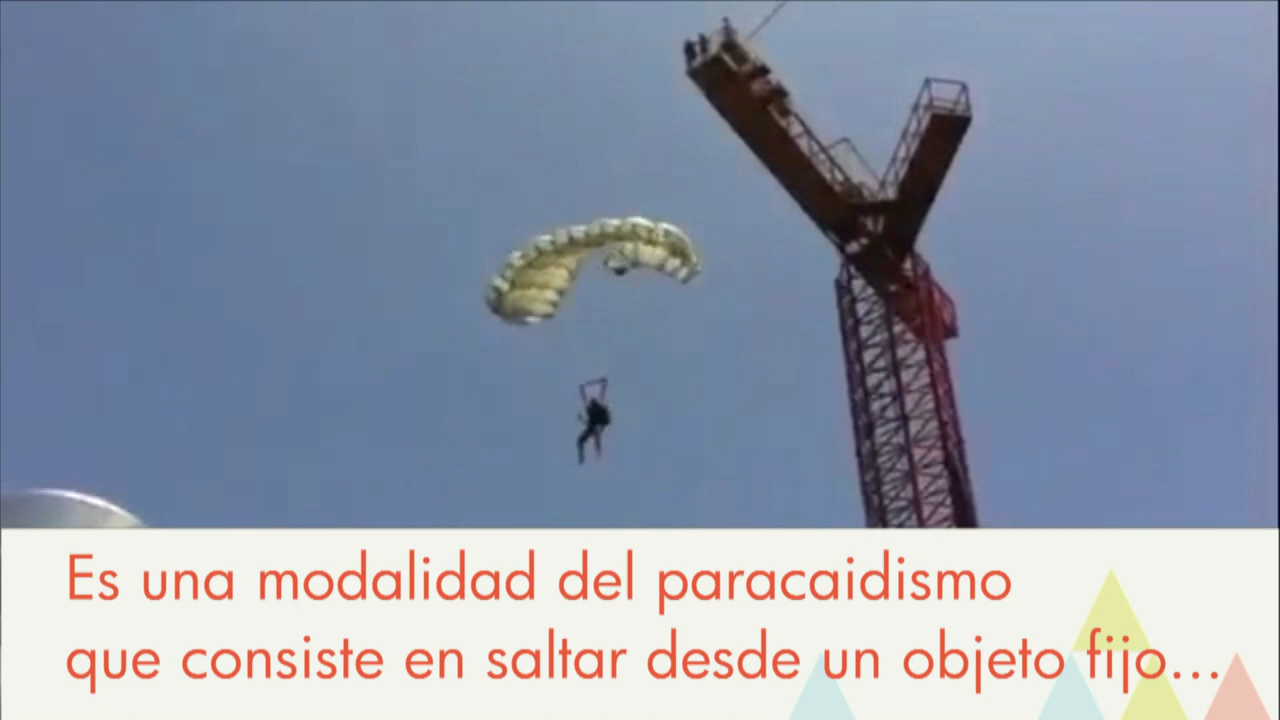 Es una modalidad del paracaidismo
que consiste en saltar desde un objeto fijo...